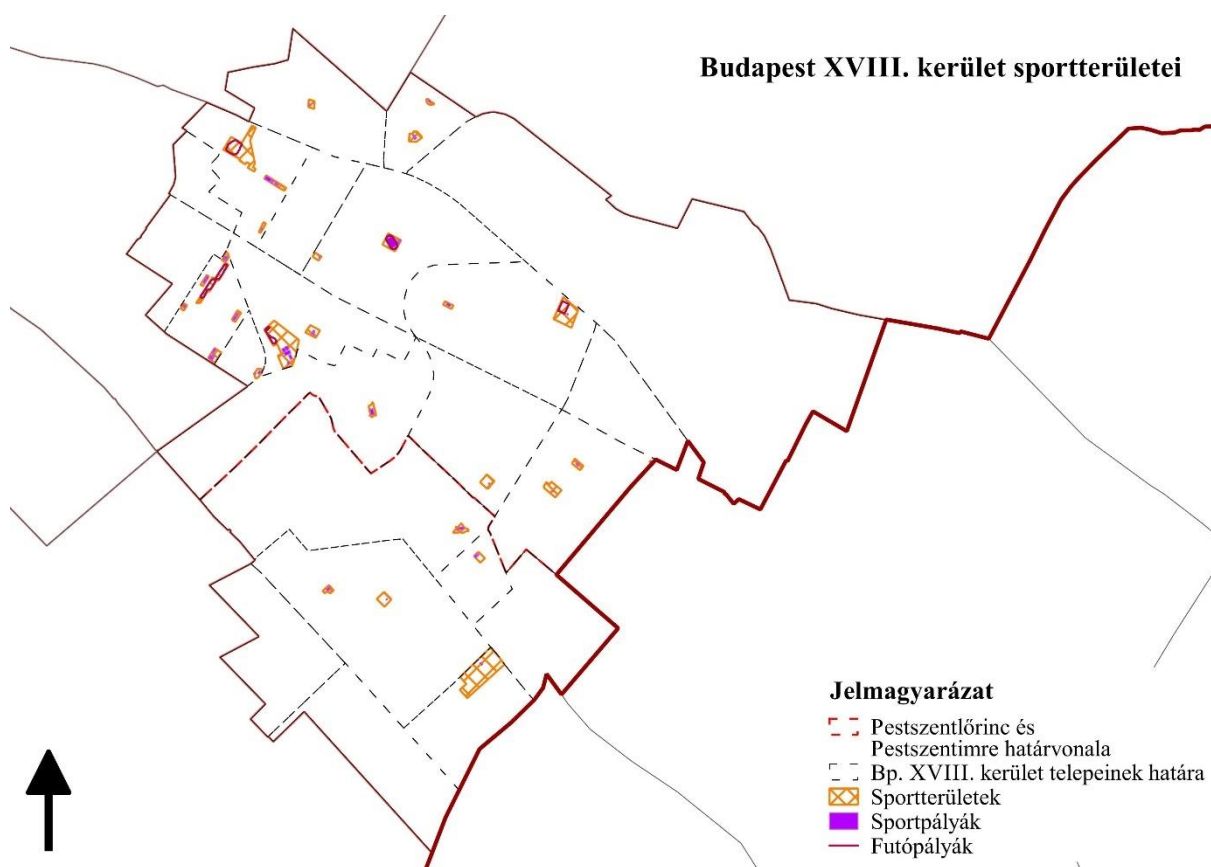 Budapest XVIII. kerület sportterületei
Jelmagyarázat
Pestszentlőrinc és
Pestszentimre határvonala
Bp. XVIII. kerület telepeinek határa
Sportterületek
Sportpályák
Futópályák